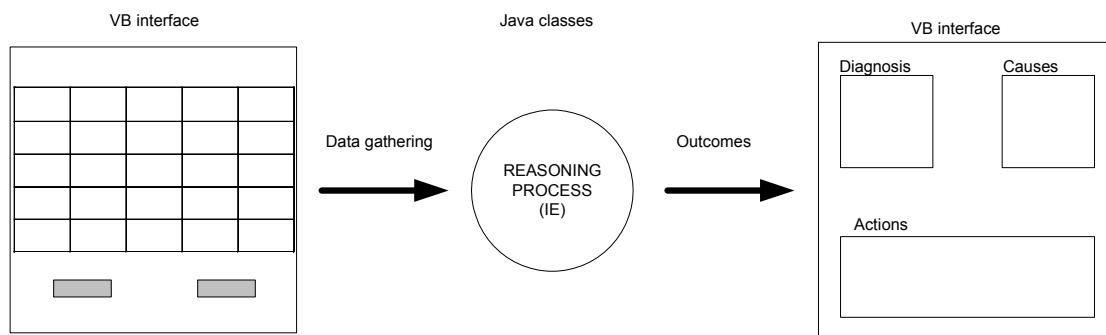 VB interface
Java classes
VB interface
Diagnosis
Causes
Data gathering
REASONING
PROCESS
(IE)
Outcomes
Actions